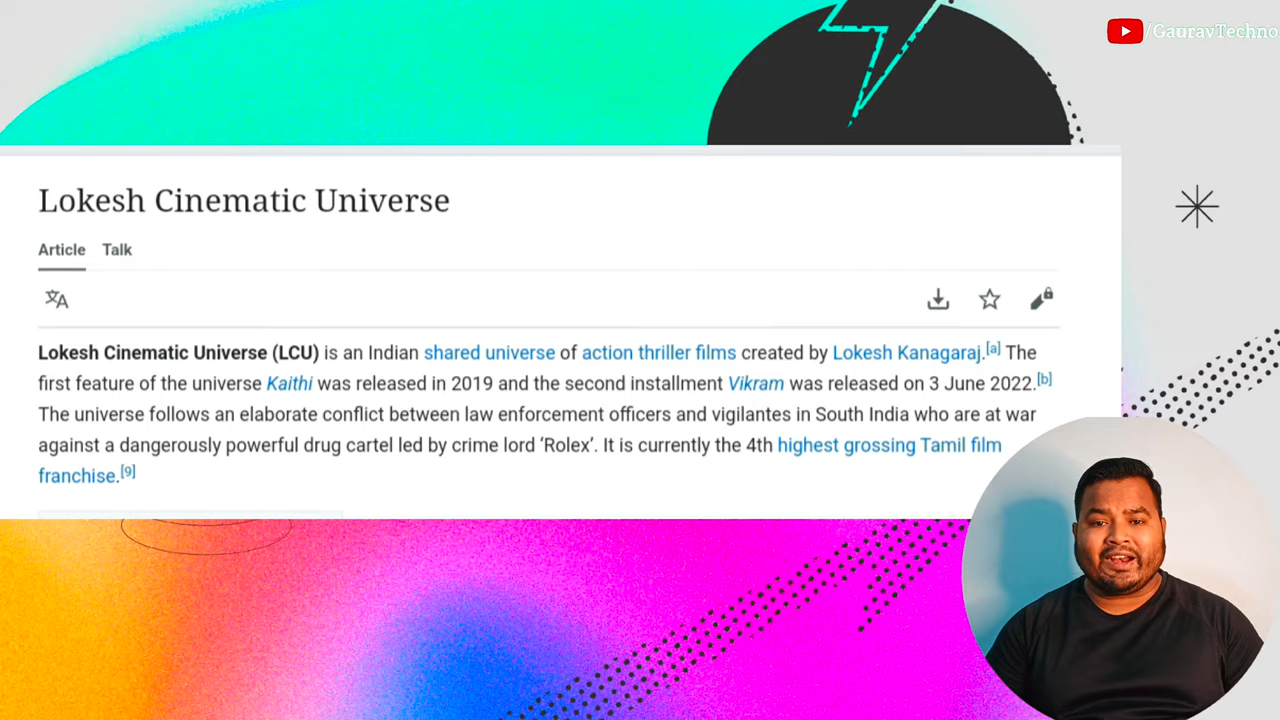 /GauravTechno
Lokesh Cinematic Universe
Article Talk
Lokesh Cinematic Universe (LCU) is an Indian shared universe of action thriller films created by Lokesh Kanagaraj.[a] The
first feature of the universe Kaithi was released in 2019 and the second installment Vikram was released on 3 June 2022.[b]
The universe follows an elaborate conflict between law enforcement officers and vigilantes in South India who are at war
against a dangerously powerful drug cartel led by crime lord ‘Rolex’. It is currently the 4th highest grossing Tamil film
franchise.[9]